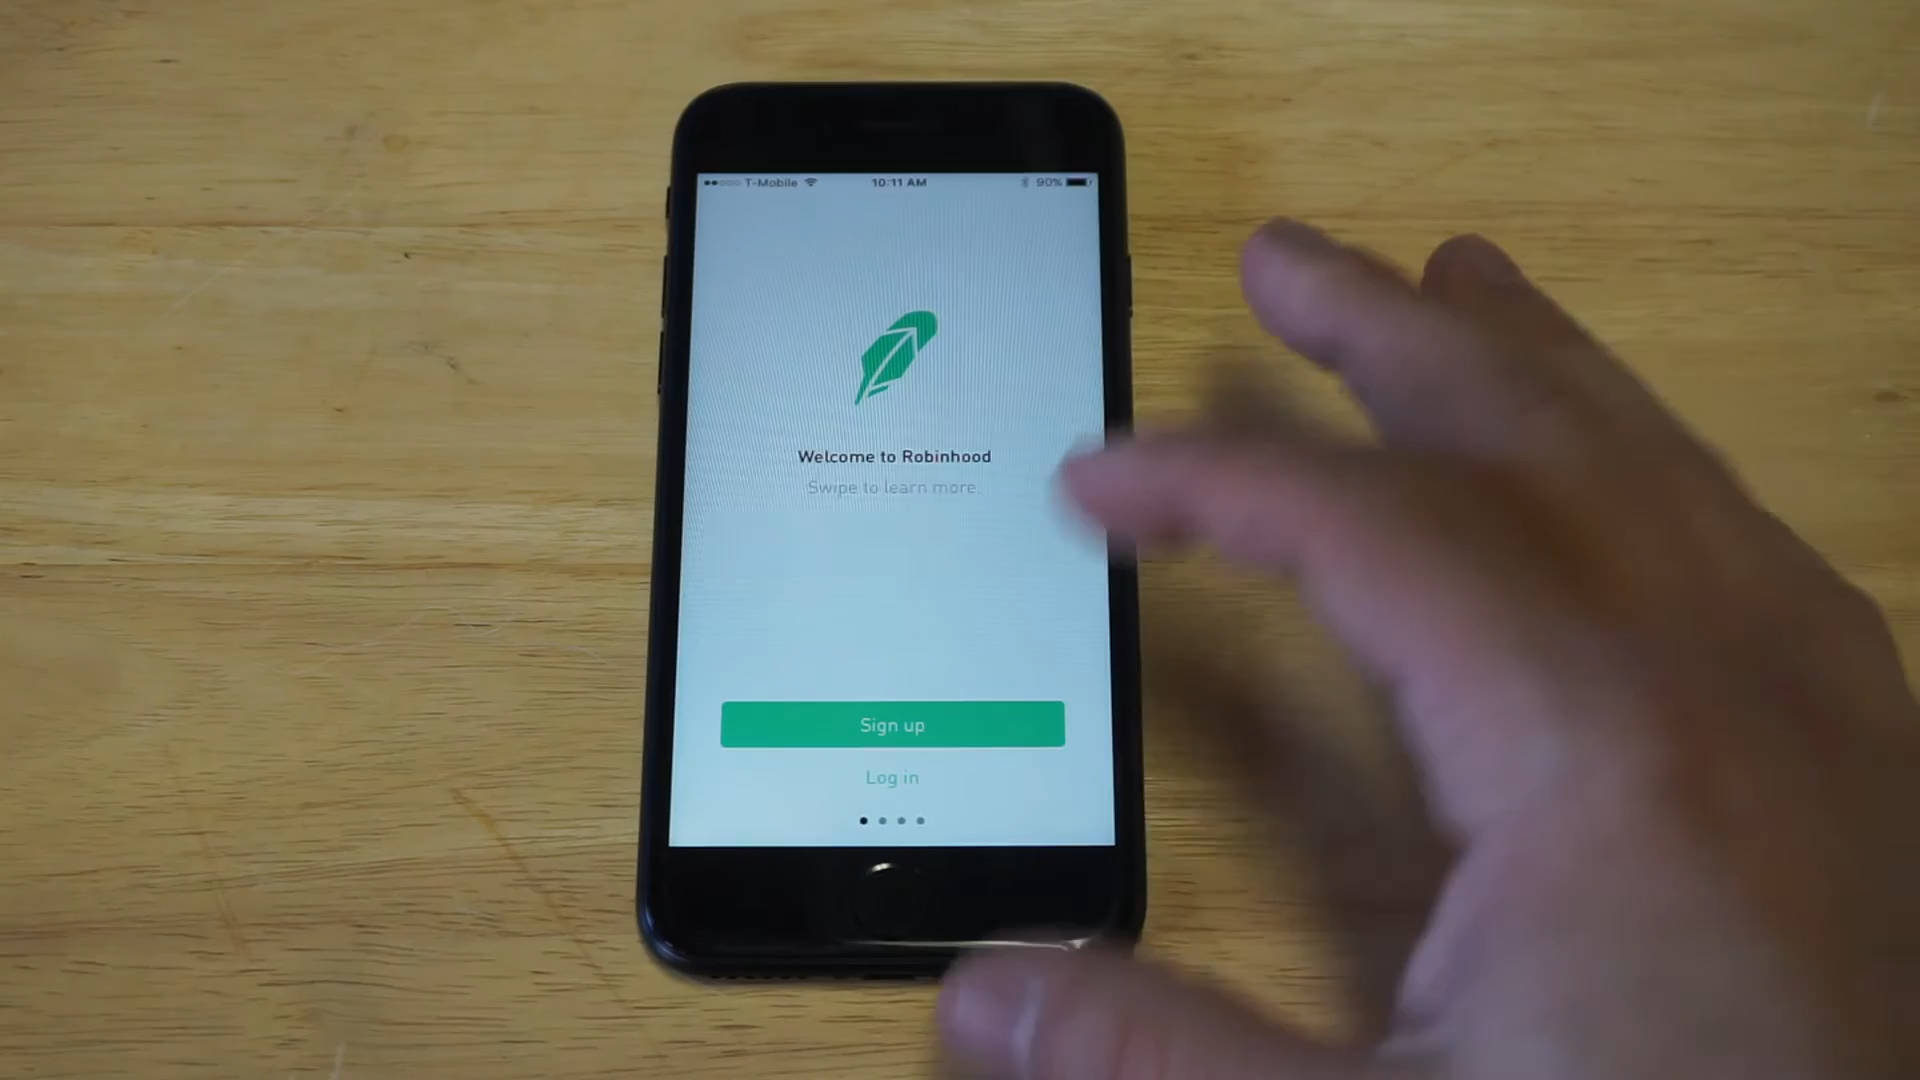 T-Mobile 10:11 AM 90%
Welcome to Robinhood
Swipe to learn more.
Sign up
Log in